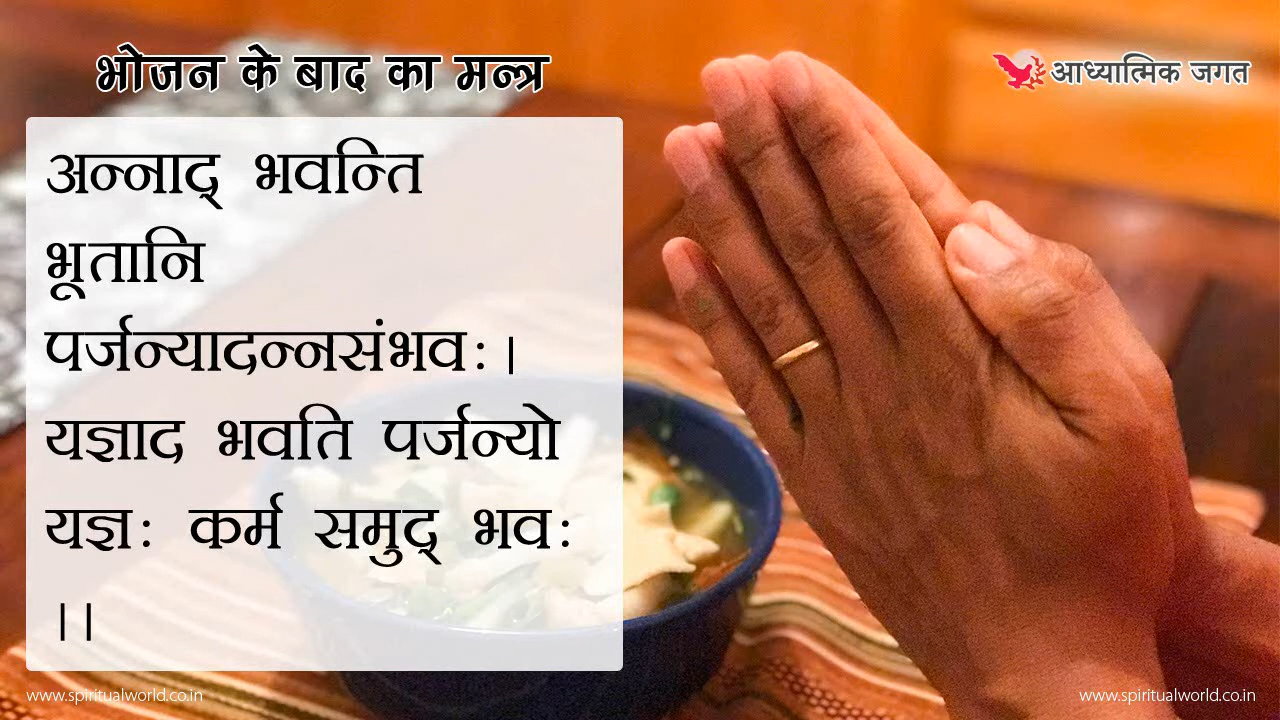 भोजन के बाद का मन्त्र
आध्यात्मिक जगत
अन्नाद् भवन्ति
भूतानि
पर्जन्यादन्नसंभवः।
यज्ञाद भवति पर्जन्यो
यज्ञः कर्म समुद् भवः
।।
www.spiritualworld.co.in
www.spiritualworld.co.in